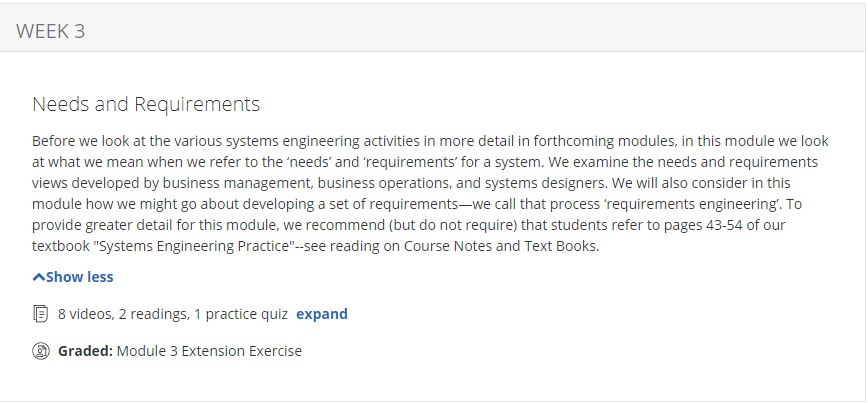 WEEK 3
Needs and Requirements
Before we look at the various systems engineering activities in more detail in forthcoming modules, in this module we look
at what we mean when we refer to the ‘needs’ and ‘requirements’ for a system. We examine the needs and requirements
views developed by business management, business operations, and systems designers. We will also consider in this
module how we might go about developing a set of requirements—we call that process ‘requirements engineering’. To
provide greater detail for this module, we recommend (but do not require) that students refer to pages 43-54 of our
textbook "Systems Engineering Practice"--see reading on Course Notes and Text Books.
Show less
8 videos, 2 readings, 1 practice quiz expand
Graded: Module 3 Extension Exercise